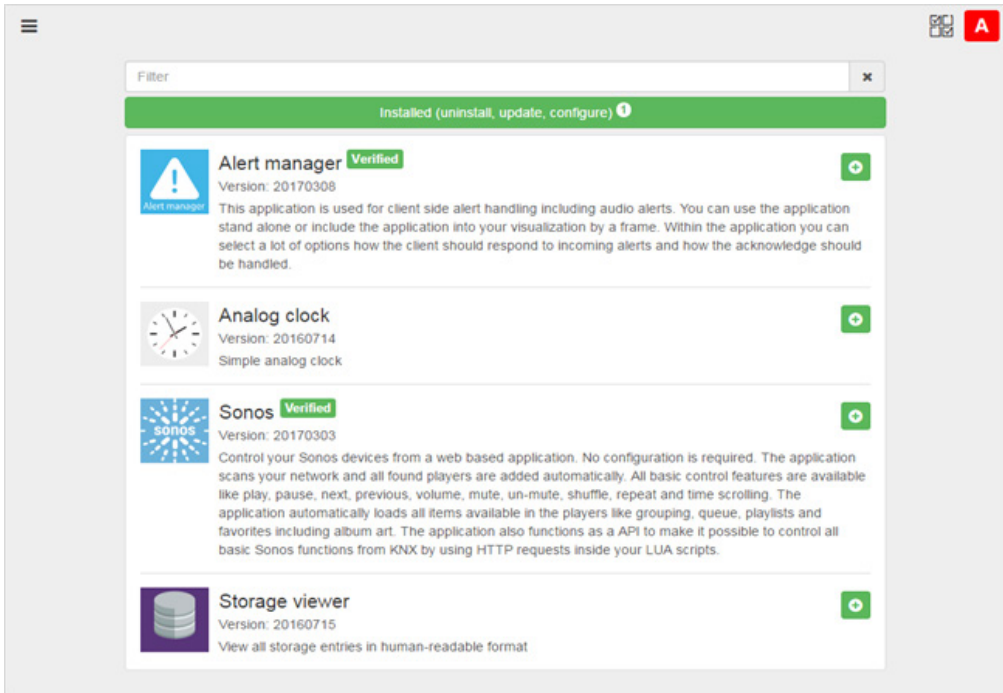 A
Filter
Installed (uninstall, update, configure) 1
Alert manager Verified
Version: 20170308
Alert manager
This application is used for client side alert handling including audio alerts. You can use the application
stand alone or include the application into your visualization by a frame. Within the application you can
select a lot of options how the client should respond to incoming alerts and how the acknowledge should
be handled.
Analog clock
Version: 20160714
Simple analog clock
Sonos Verified
sonos
Version: 20170303
Control your Sonos devices from a web based application. No configuration is required. The application
scans your network and all found players are added automatically. All basic control features are available
like play, pause, next, previous, volume, mute, un-mute, shuffle, repeat and time scrolling. The
application automatically loads all items available in the players like grouping, queue, playlists and
favorites including album art. The application also functions as a API to make it possible to control all
basic Sonos functions from KNX by using HTTP requests inside your LUA scripts.
Storage viewer
Version: 20160715
View all storage entries in human-readable format